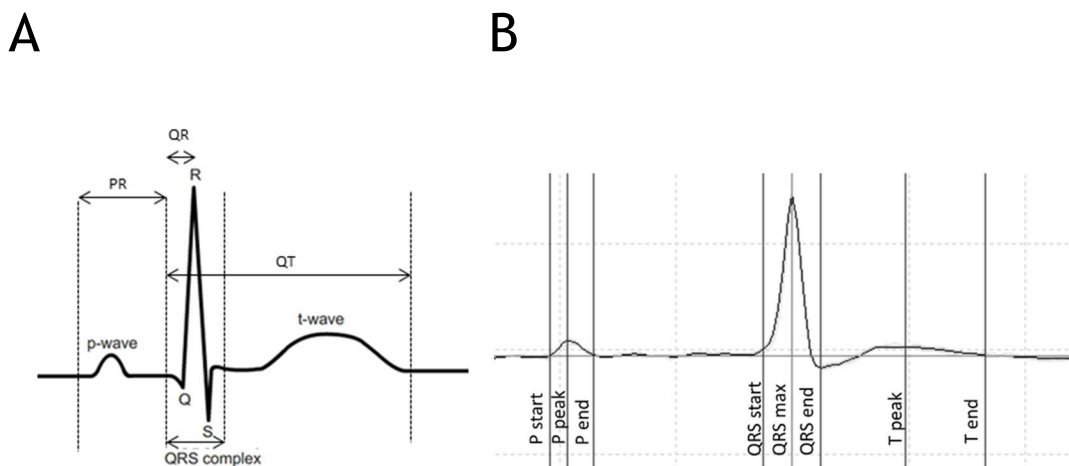 A
B
QR
R
PR
QT
t-wave
p-wave
Q
S
QRS complex
P start
P peak
P end
QRS start
QRS max
QRS end
T peak
T end